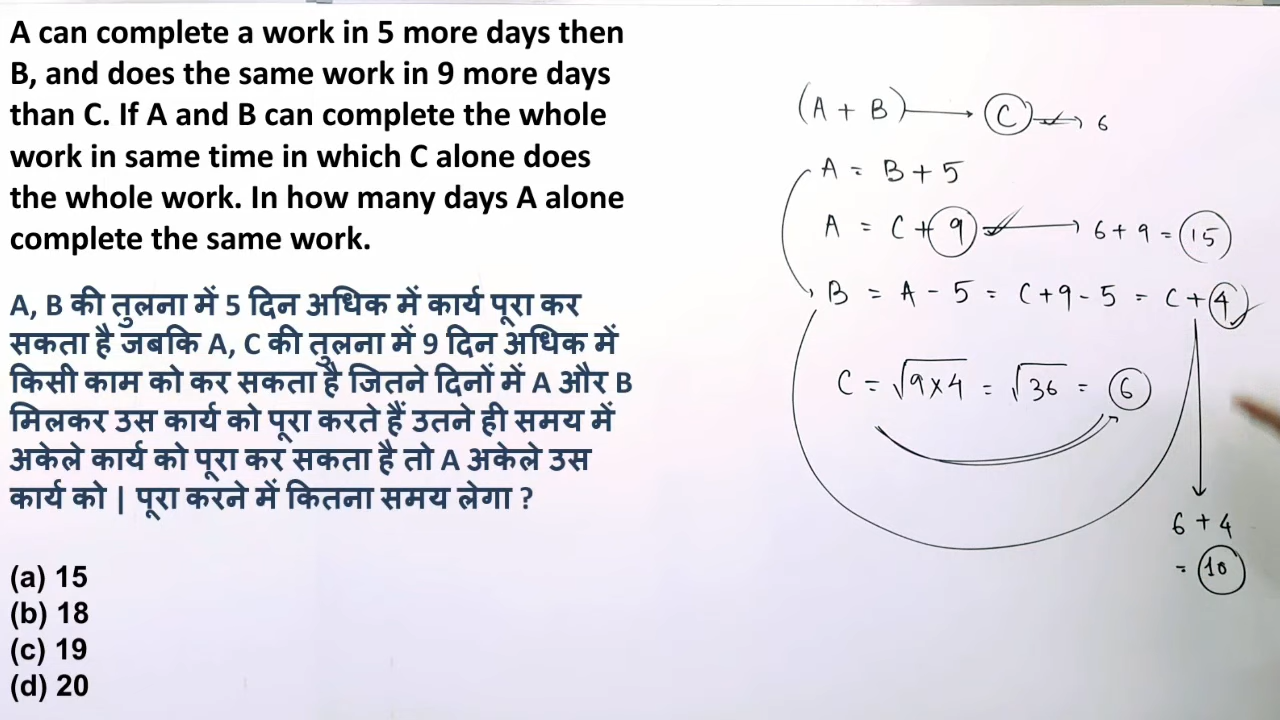 A can complete a work in 5 more days then
B, and does the same work in 9 more days
than C. If A and B can complete the whole
work in same time in which C alone does
the whole work. In how many days A alone
complete the same work.
A, B की तुलना में 5 दिन अधिक में कार्य पूरा कर
सकता है जबकि A, C की तुलना में 9 दिन अधिक में
किसी काम को कर सकता है जितने दिनों में A और B
मिलकर उस कार्य को पूरा करते हैं उतने ही समय में
अकेले कार्य को पूरा कर सकता है तो A अकेले उस
कार्य को | पूरा करने में कितना समय लेगा ?
(a) 15
(b) 18
(c) 19
(d) 20
(A + B) → C → 6
A = B + 5
A = C + 9 → 6 + 9 = 15
B = A - 5 = C + 9 - 5 = C + 4
C = √9×4 = √36 = 6
6 + 4
= 10